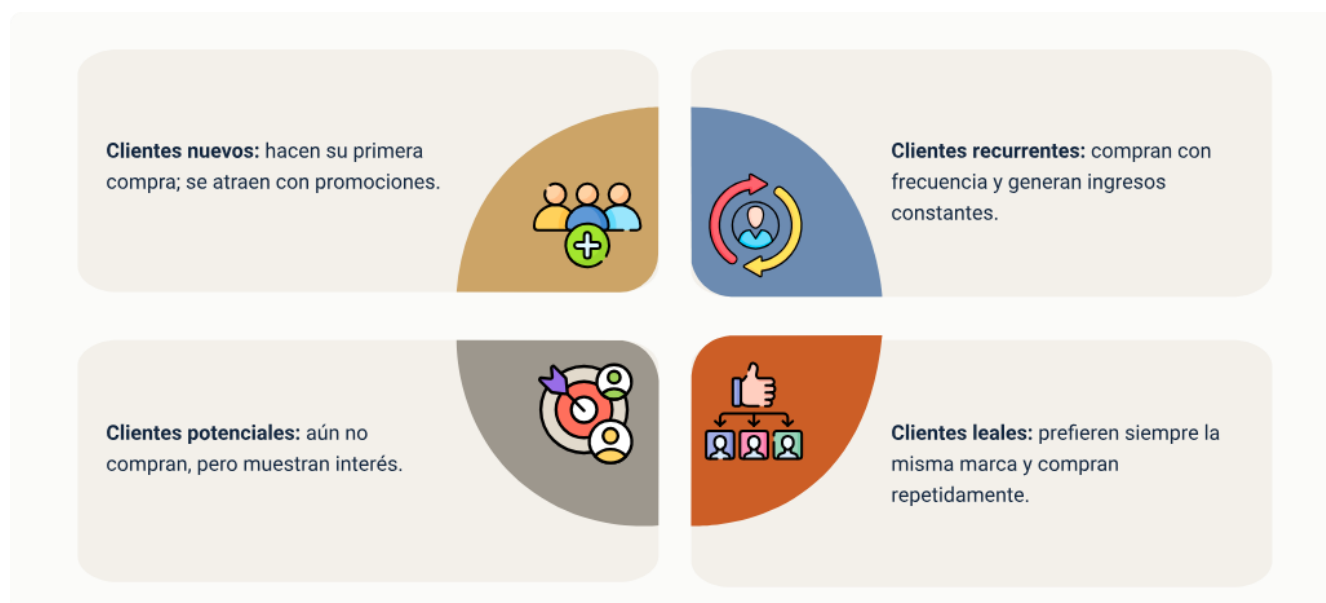 Clientes nuevos: hacen su primera
compra; se atraen con promociones.
Clientes recurrentes: compran con
frecuencia y generan ingresos
constantes.
Clientes potenciales: aún no
compran, pero muestran interés.
Clientes leales: prefieren siempre la
misma marca y compran
repetidamente.